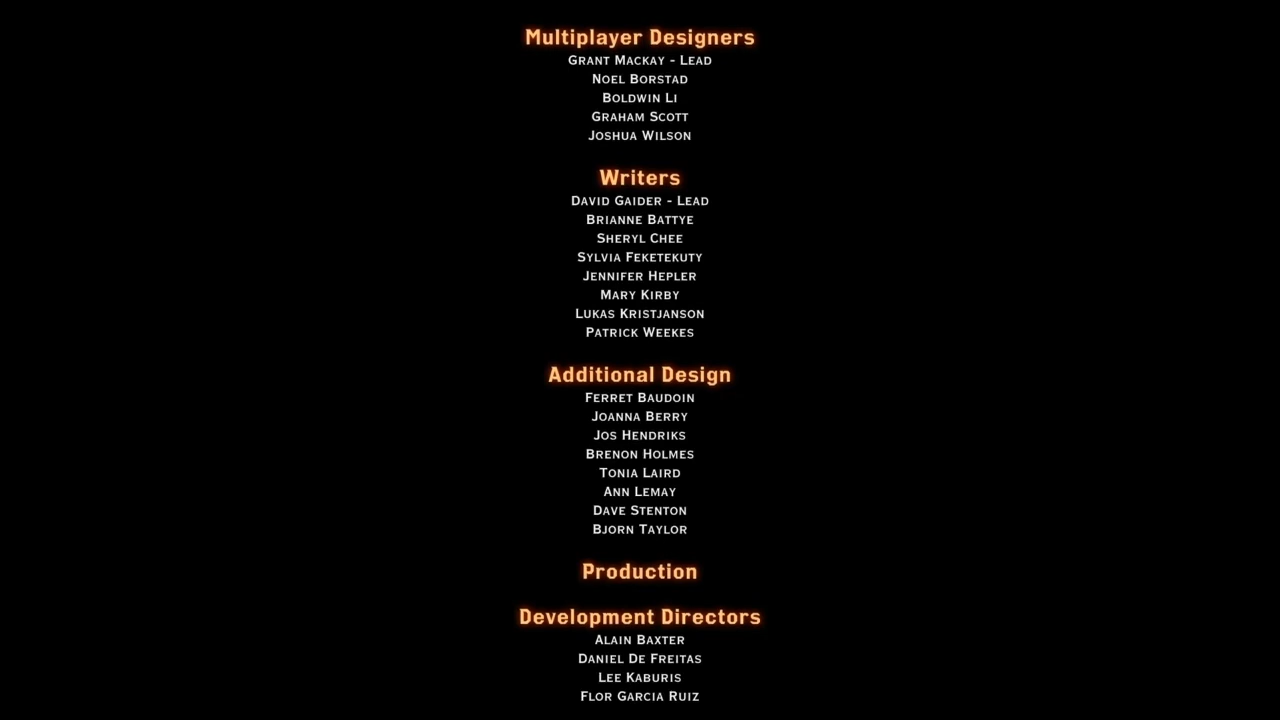 Multiplayer Designers
Grant Mackay - Lead
Noel Borstad
Boldwin Li
Graham Scott
Joshua Wilson
Writers
David Gaider - Lead
Brianne Battye
Sheryl Chee
Sylvia Feketekuty
Jennifer Hepler
Mary Kirby
Lukas Kristjanson
Patrick Weekes
Additional Design
Ferret Baudoin
Joanna Berry
Jos Hendriks
Brenon Holmes
Tonia Laird
Ann Lemay
Dave Stenton
Bjorn Taylor
Production
Development Directors
Alain Baxter
Daniel De Freitas
Lee Kaburis
Flor Garcia Ruiz